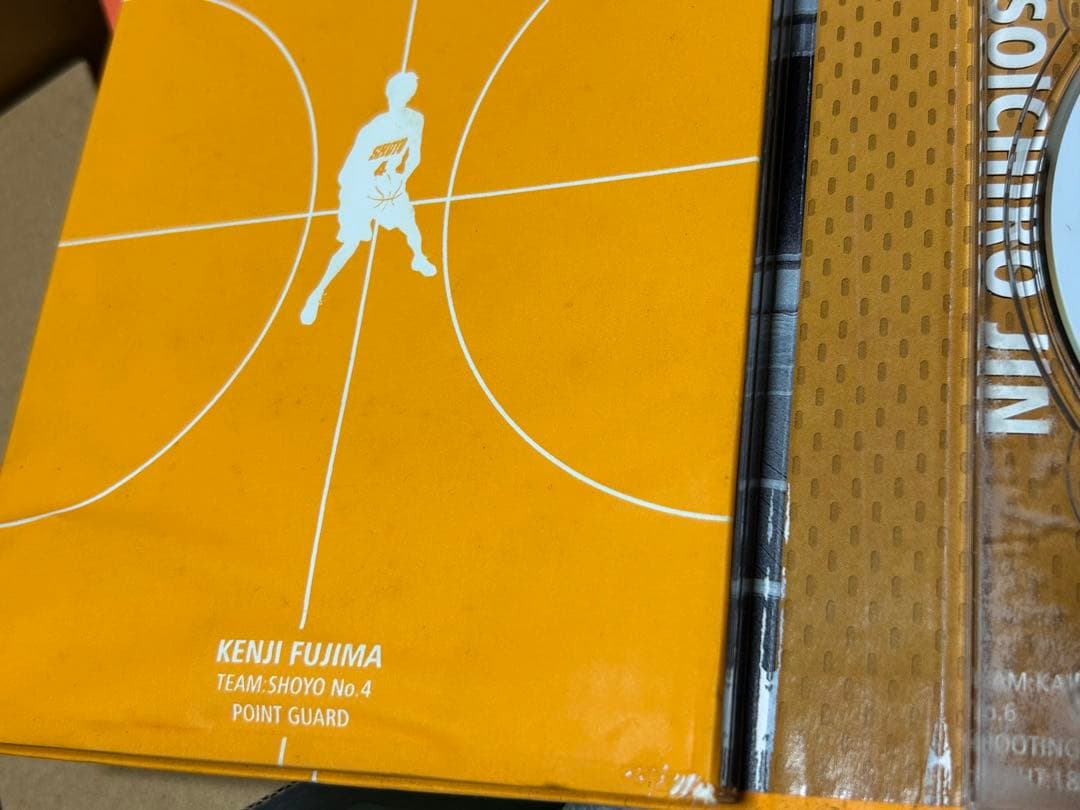 SHOYO
4
KENJI FUJIMA
TEAM:SHOYO No.4
POINT GUARD
SOICHIRO JIN